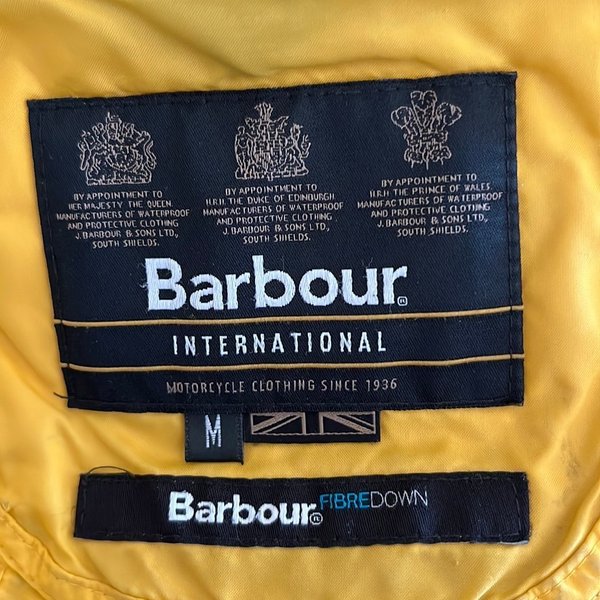 BY APPOINTMENT TO
HER MAJESTY THE QUEEN
MANUFACTURERS OF WATERPROOF
AND PROTECTIVE CLOTHING
J. BARBOUR & SONS LTD.,
SOUTH SHIELDS.
BY APPOINTMENT TO
H.R.H. THE DUKE OF EDINBURGH
MANUFACTURERS OF WATERPROOF
AND PROTECTIVE CLOTHING
J. BARBOUR & SONS LTD.,
SOUTH SHIELDS.
BY APPOINTMENT TO
H.R.H. THE PRINCE OF WALES
MANUFACTURERS OF WATERPROOF
AND PROTECTIVE CLOTHING
J. BARBOUR & SONS LTD.,
SOUTH SHIELDS.
Barbour®
INTERNATIONAL
MOTORCYCLE CLOTHING SINCE 1936
M
Barbour® FIBREDOWN